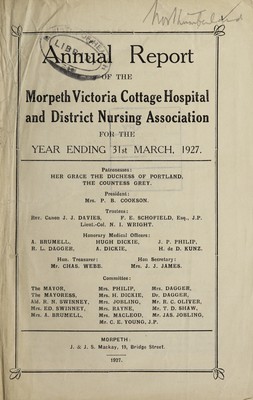 Northumberland
Annual Report
OF THE
Morpeth Victoria Cottage Hospital
and District Nursing Association
FOR THE
YEAR ENDING 31st MARCH, 1927.
Patronesses:
HER GRACE THE DUCHESS OF PORTLAND.
THE COUNTESS GREY.
President:
Mrs. F. B. COOKSON.
Trustees:
Rev. Canon J. J. DAVIES, F. E. SCHOFIELD, Esq., J.P.
Lieut.-Col. N. I. WRIGHT.
Honorary Medical Officers:
A. BRUMELL, HUGH DICKIE, J. F. PHILIP,
N. L. DAGGER, A. DICKIE, H. de D. KUNZ.
Hon. Treasurer: Hon Secretary:
Mr. CHAS. WEBB. Mrs. J. J. JAMES.
Committee:
The MAYOR, Mrs. PHILIP, Mrs. DAGGER,
The MAYORESS, Mrs. H. DICKIE, Dr. DAGGER,
Ald. R. N. SWINNEY, Mrs. JOBLING, Mr. R. C. OLIVER,
Mrs. ED. SWINNEY, Mrs. BAYNE, Mr. T. D. SHAW,
Mrs. S. BRUMELL, Mrs. MACLEOD, Mr. JAS. JOBLING,
Mr. C. E. YOUNG, J.P.
MORPETH:
J. & J. S. Mackay, 19, Bridge Street.
1927.